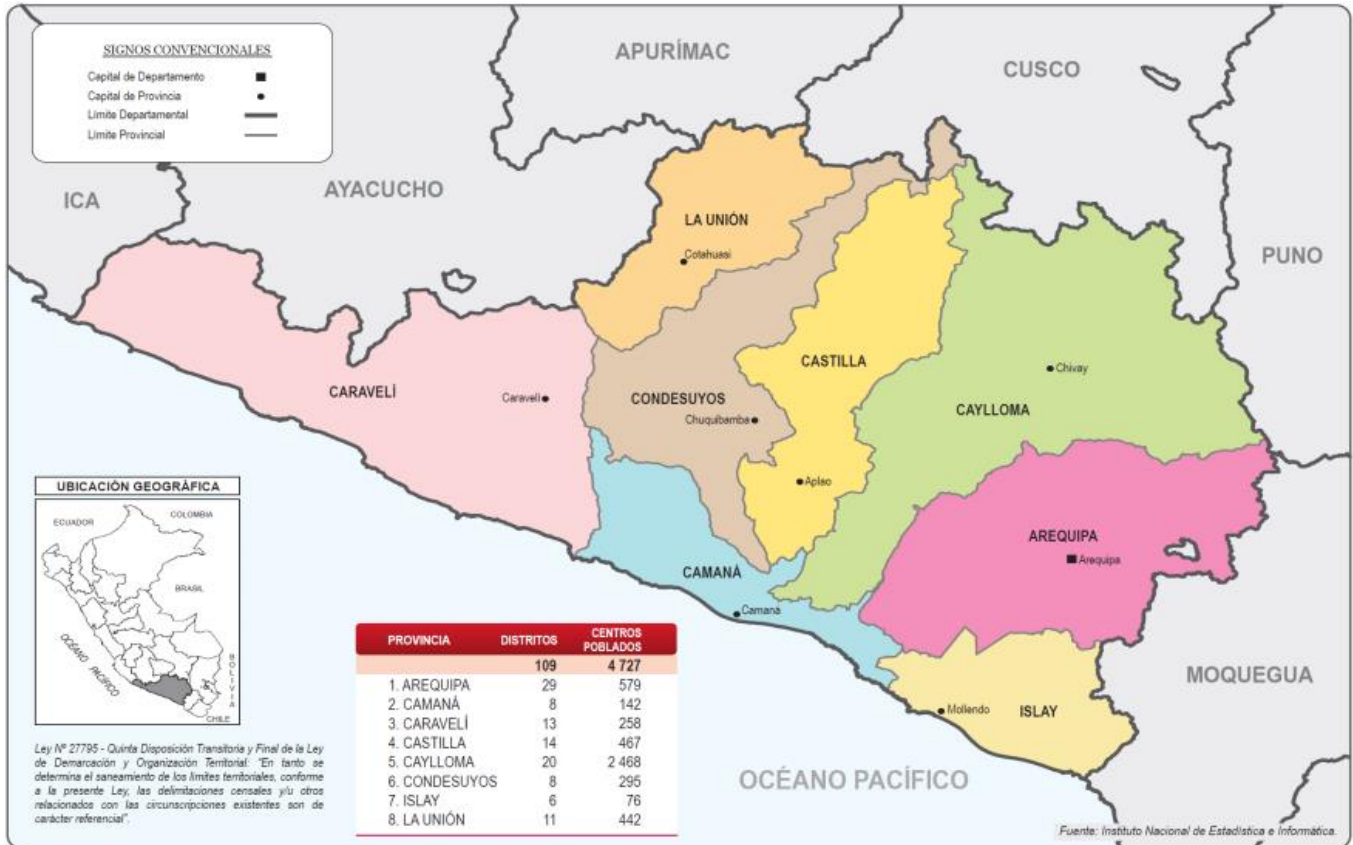 SIGNOS CONVENCIONALES
Capital de Departamento
Capital de Provincia
Límite Departamental
Límite Provincial
APURÍMAC
CUSCO
ICA
AYACUCHO
PUNO
LA UNIÓN
Cotahuasi
CASTILLA
Chivay
CARAVELÍ
Caravelí
CONDESUYOS
Chuquibamba
CAYLLOMA
Aplao
AREQUIPA
Arequipa
CAMANÁ
Camaná
MOQUEGUA
Mollendo
ISLAY
OCÉANO PACÍFICO
UBICACIÓN GEOGRÁFICA
ECUADOR
COLOMBIA
BRASIL
OCÉANO PACÍFICO
BOLIVIA
CHILE
Ley Nº 27795 - Quinta Disposición Transitoria y Final de la Ley
de Demarcación y Organización Territorial: "En tanto se
determina el saneamiento de los límites territoriales, conforme
a la presente Ley, las delimitaciones censales y/u otros
relacionados con las circunscripciones existentes son de
carácter referencial".
PROVINCIA DISTRITOS CENTROS POBLADOS
109 4 727
1. AREQUIPA 29 579
2. CAMANÁ 8 142
3. CARAVELÍ 13 258
4. CASTILLA 14 467
5. CAYLLOMA 20 2 468
6. CONDESUYOS 8 295
7. ISLAY 6 76
8. LA UNIÓN 11 442
Fuente: Instituto Nacional de Estadística e Informática.